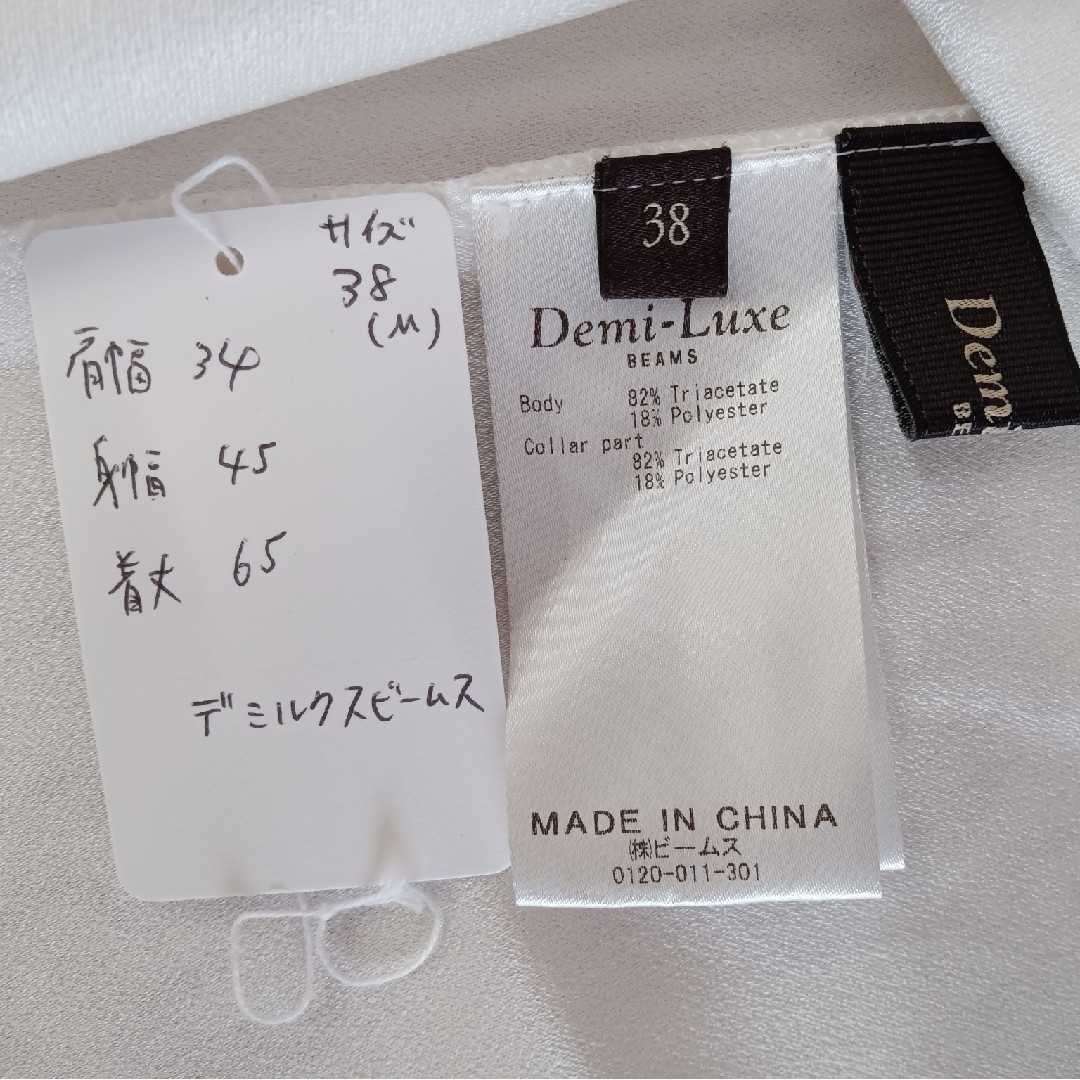 サイズ
38
(M)
肩幅 34
身幅 45
着丈 65
デミルクスビームス
38
Demi-Luxe
BEAMS
Body 82% Triacetate
18% Polyester
Collar part
82% Triacetate
18% Polyester
MADE IN CHINA
㈱ビームス
0120-011-301
Demi
BE